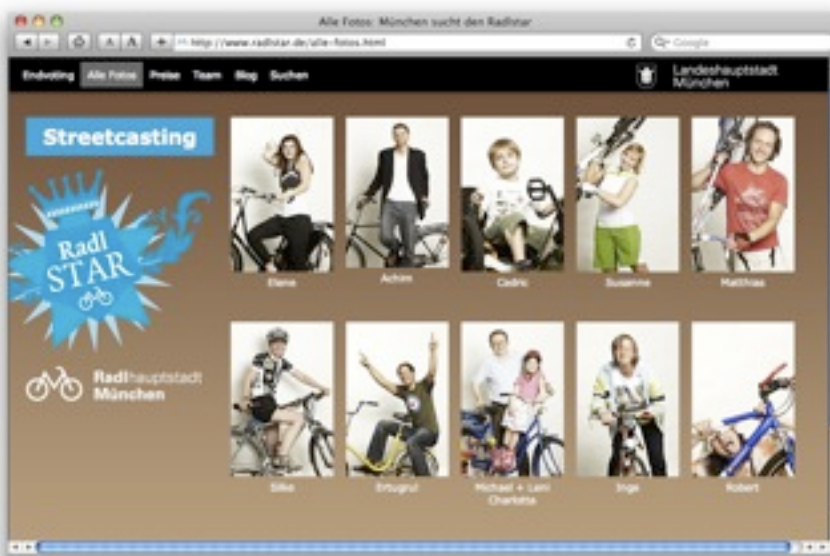 Alle Fotos: München sucht den Radlstar
http://www.radlstar.de/alle-fotos.html
Google
Endvoting Alle Fotos Preise Team Blog Suchen
Landeshauptstadt
München
Streetcasting
Radl
STAR
Radlhauptstadt
München
Elena Achim Cedric Susanne Matthias
Silke Ertugrul Michael + Leni Inge Robert
Charlotta